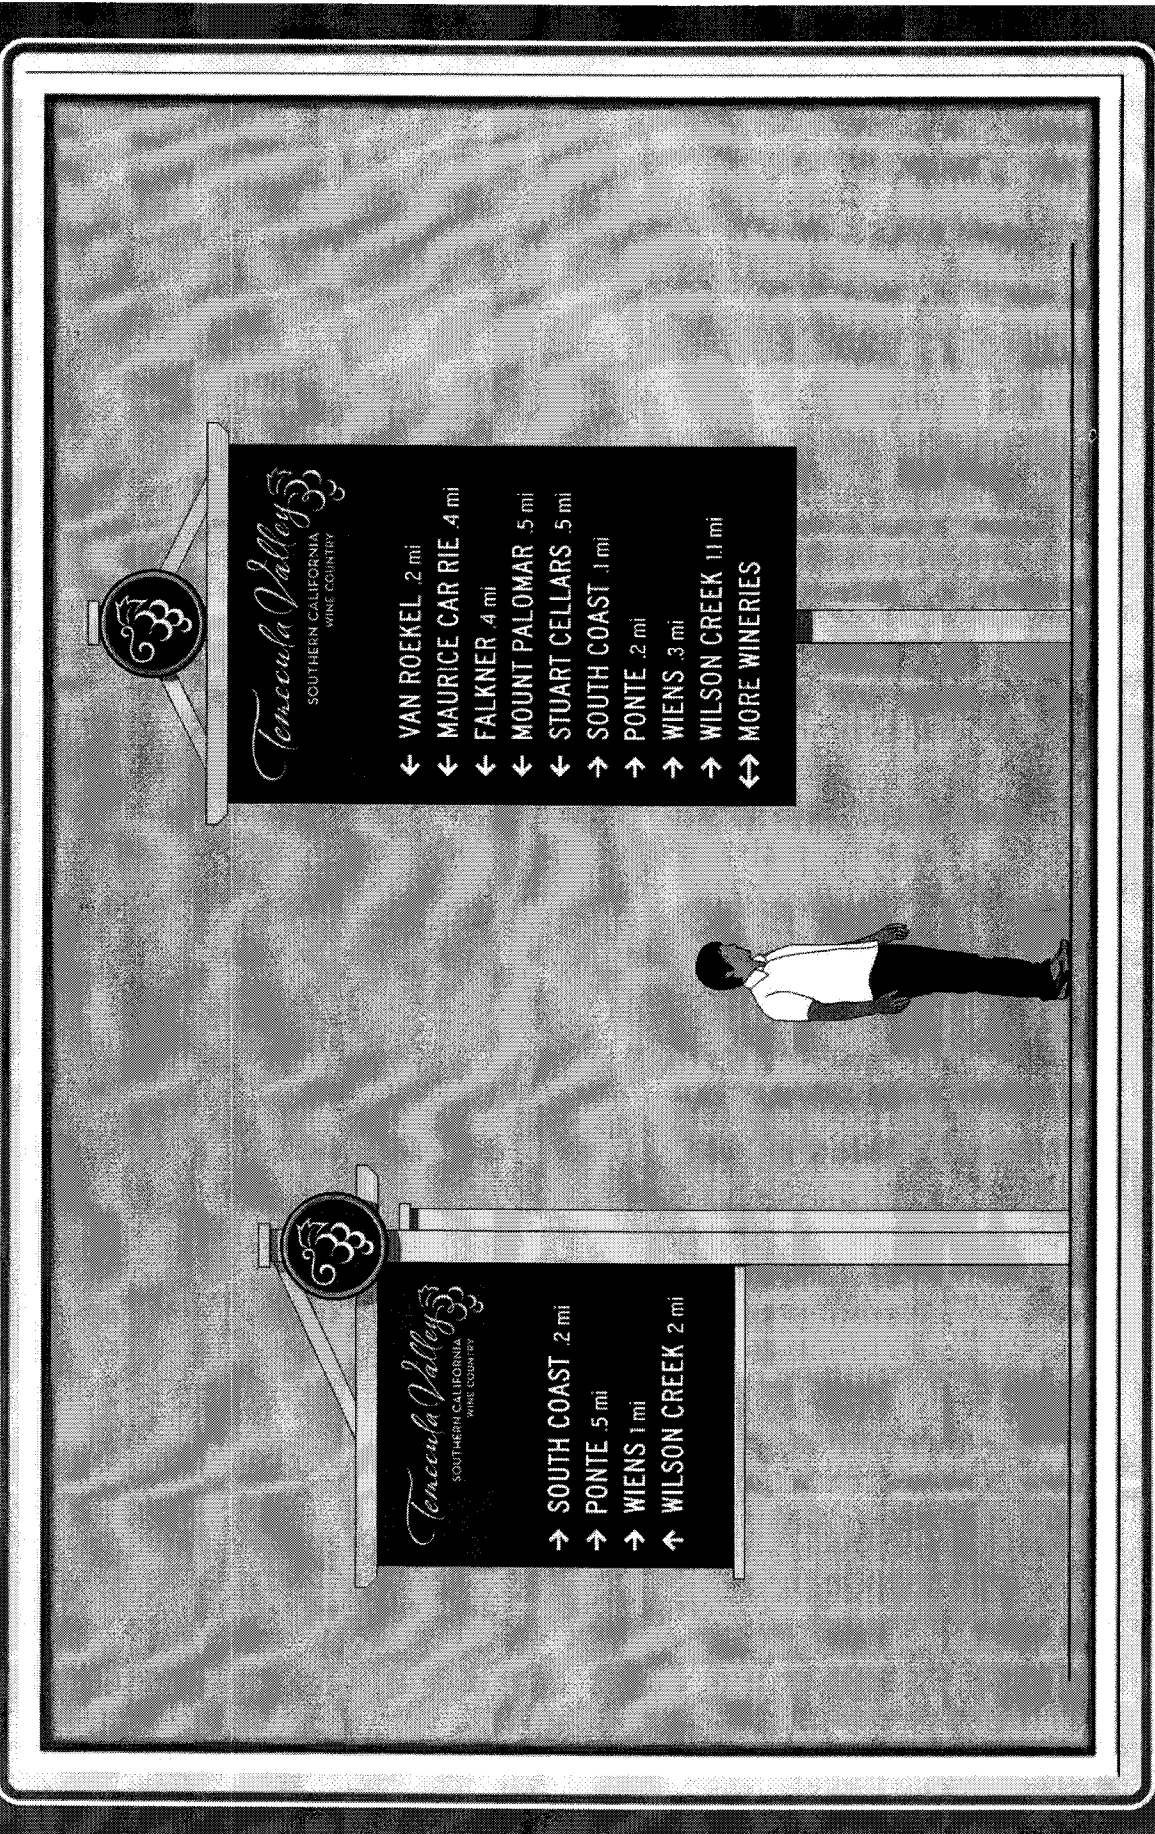 Temecula Valley
SOUTHERN CALIFORNIA
WINE COUNTRY
→ SOUTH COAST .2 mi
→ PONTE .5 mi
→ WIENS 1 mi
↑ WILSON CREEK 2 mi
Temecula Valley
SOUTHERN CALIFORNIA
WINE COUNTRY
← VAN ROEKEL .2 mi
← MAURICE CAR RIE .4 mi
← FALKNER .4 mi
← MOUNT PALOMAR .5 mi
← STUART CELLARS .5 mi
→ SOUTH COAST .1 mi
→ PONTE .2 mi
→ WIENS .3 mi
→ WILSON CREEK 1.1 mi
↔ MORE WINERIES